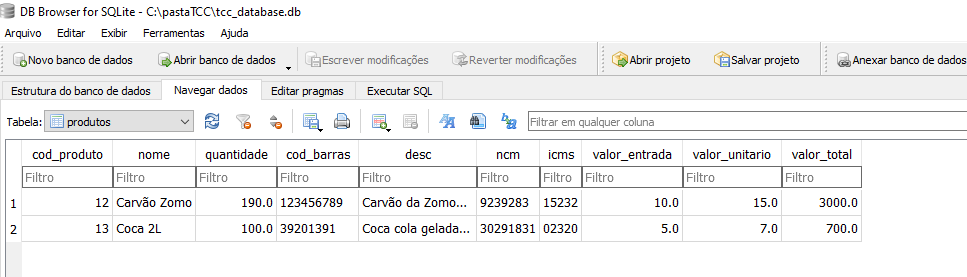 DB Browser for SQLite - C:\pastaTCC\tcc_database.db
Arquivo Editar Exibir Ferramentas Ajuda
Novo banco de dados Abrir banco de dados Escrever modificações Reverter modificações Abrir projeto Salvar projeto Anexar banco de dados
Estrutura do banco de dados Navegar dados Editar pragmas Executar SQL
Tabela: produtos Filtrar em qualquer coluna
cod_produto nome quantidade cod_barras desc ncm icms valor_entrada valor_unitario valor_total
Filtro Filtro Filtro Filtro Filtro Filtro Filtro Filtro Filtro Filtro
1 12 Carvão Zomo 190.0 123456789 Carvão da Zomo... 9239283 15232 10.0 15.0 3000.0
2 13 Coca 2L 100.0 39201391 Coca cola gelada... 30291831 02320 5.0 7.0 700.0